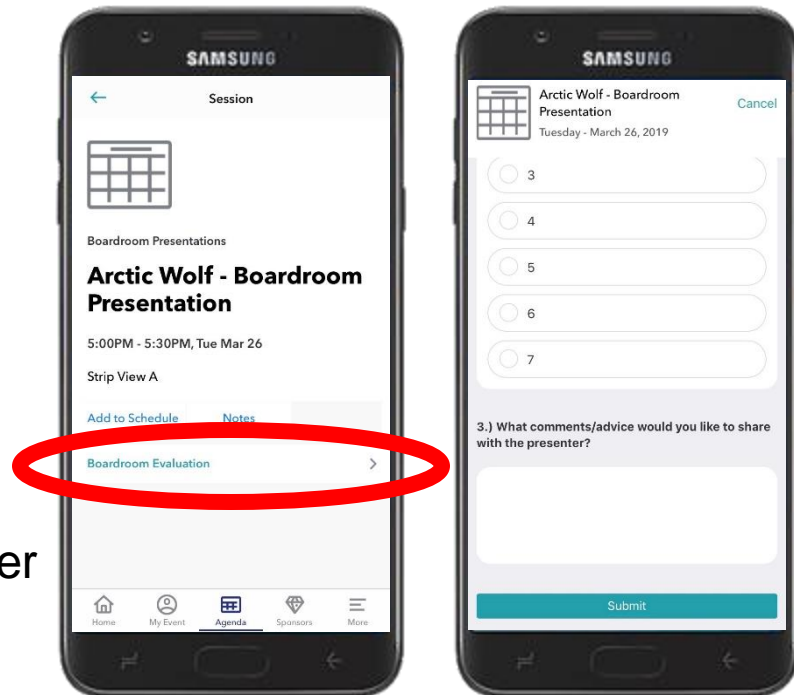 SAMSUNG
Session
Boardroom Presentations
Arctic Wolf - Boardroom
Presentation
5:00PM - 5:30PM, Tue Mar 26
Strip View A
Add to Schedule Notes
Boardroom Evaluation
er
Home My Event Agenda Sponsors More
SAMSUNG
Arctic Wolf - Boardroom
Presentation
Cancel
Tuesday - March 26, 2019
3
4
5
6
7
3.) What comments/advice would you like to share
with the presenter?
Submit